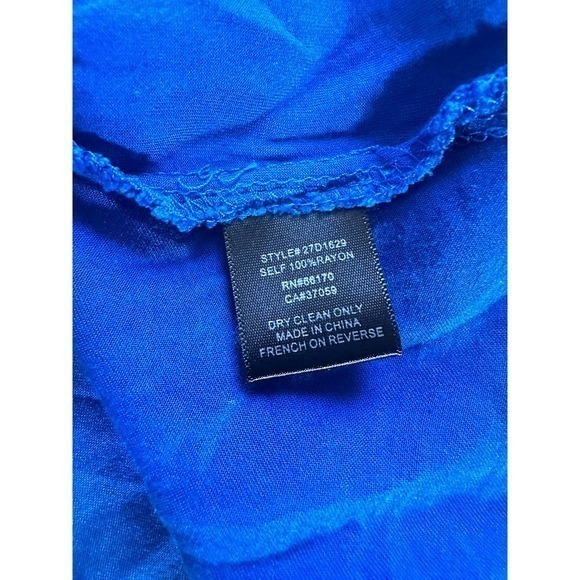 STYLE# 27D1629
SELF 100%RAYON
RN#66170
CA#37059
DRY CLEAN ONLY
MADE IN CHINA
FRENCH ON REVERSE